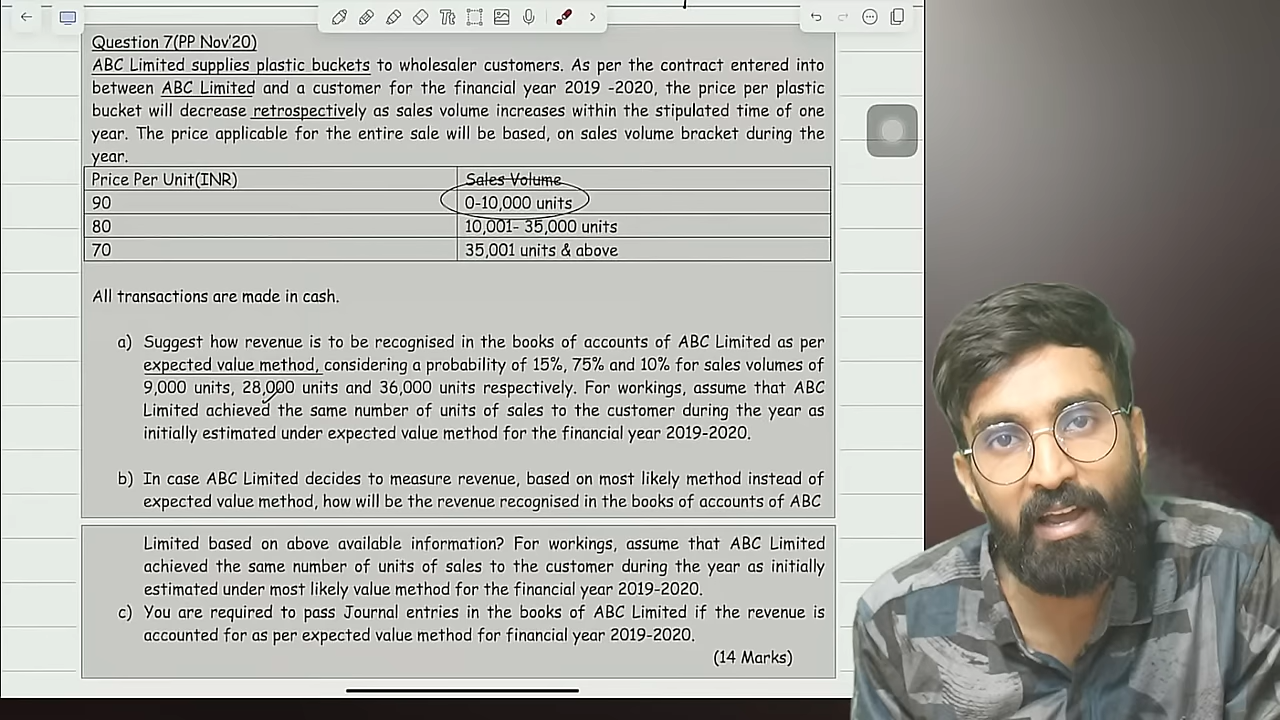 Tt
Question 7(PP Nov'20)
ABC Limited supplies plastic buckets to wholesaler customers. As per the contract entered into
between ABC Limited and a customer for the financial year 2019 -2020, the price per plastic
bucket will decrease retrospectively as sales volume increases within the stipulated time of one
year. The price applicable for the entire sale will be based, on sales volume bracket during the
year.
Price Per Unit(INR) Sales Volume
90 0-10,000 units
80 10,001- 35,000 units
70 35,001 units & above
All transactions are made in cash.
a) Suggest how revenue is to be recognised in the books of accounts of ABC Limited as per
expected value method, considering a probability of 15%, 75% and 10% for sales volumes of
9,000 units, 28,000 units and 36,000 units respectively. For workings, assume that ABC
Limited achieved the same number of units of sales to the customer during the year as
initially estimated under expected value method for the financial year 2019-2020.
b) In case ABC Limited decides to measure revenue, based on most likely method instead of
expected value method, how will be the revenue recognised in the books of accounts of ABC
Limited based on above available information? For workings, assume that ABC Limited
achieved the same number of units of sales to the customer during the year as initially
estimated under most likely value method for the financial year 2019-2020.
c) You are required to pass Journal entries in the books of ABC Limited if the revenue is
accounted for as per expected value method for financial year 2019-2020.
(14 Marks)